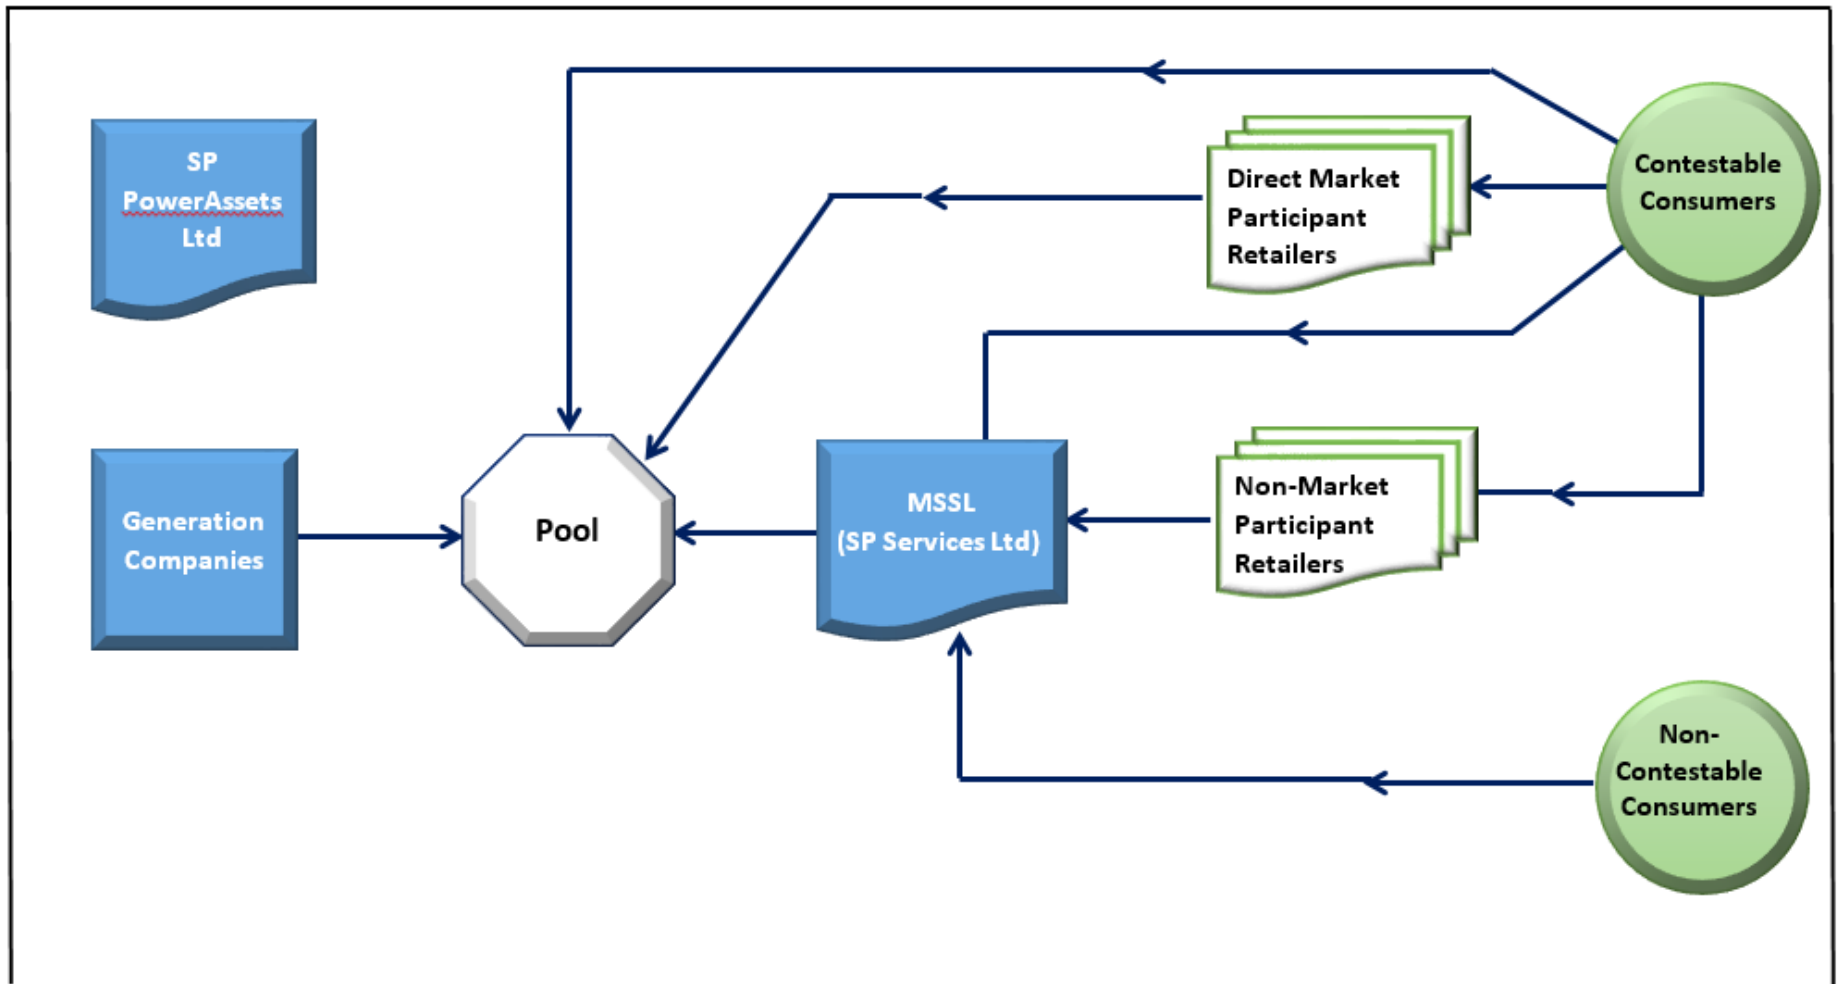 SP
PowerAssets
Ltd
Direct Market
Participant
Retailers
Contestable
Consumers
Generation
Companies
Pool
MSSL
(SP Services Ltd)
Non-Market
Participant
Retailers
Non-
Contestable
Consumers